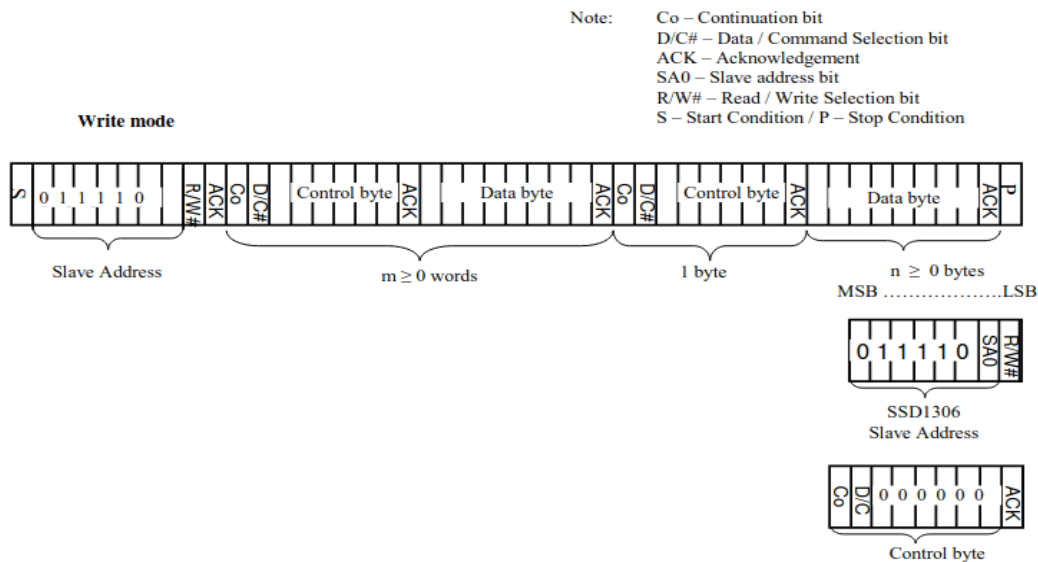 Note: Co – Continuation bit
D/C# – Data / Command Selection bit
ACK – Acknowledgement
SA0 – Slave address bit
R/W# – Read / Write Selection bit
S – Start Condition / P – Stop Condition
Write mode
S 0 1 1 1 1 0 R/W# ACK Co D/C# Control byte ACK Data byte ACK Co D/C# Control byte ACK Data byte ACK P
Slave Address m ≥ 0 words 1 byte n ≥ 0 bytes
MSB ………………….LSB
0 1 1 1 1 0 SA0 R/W#
SSD1306
Slave Address
Co D/C 0 0 0 0 0 0 ACK
Control byte